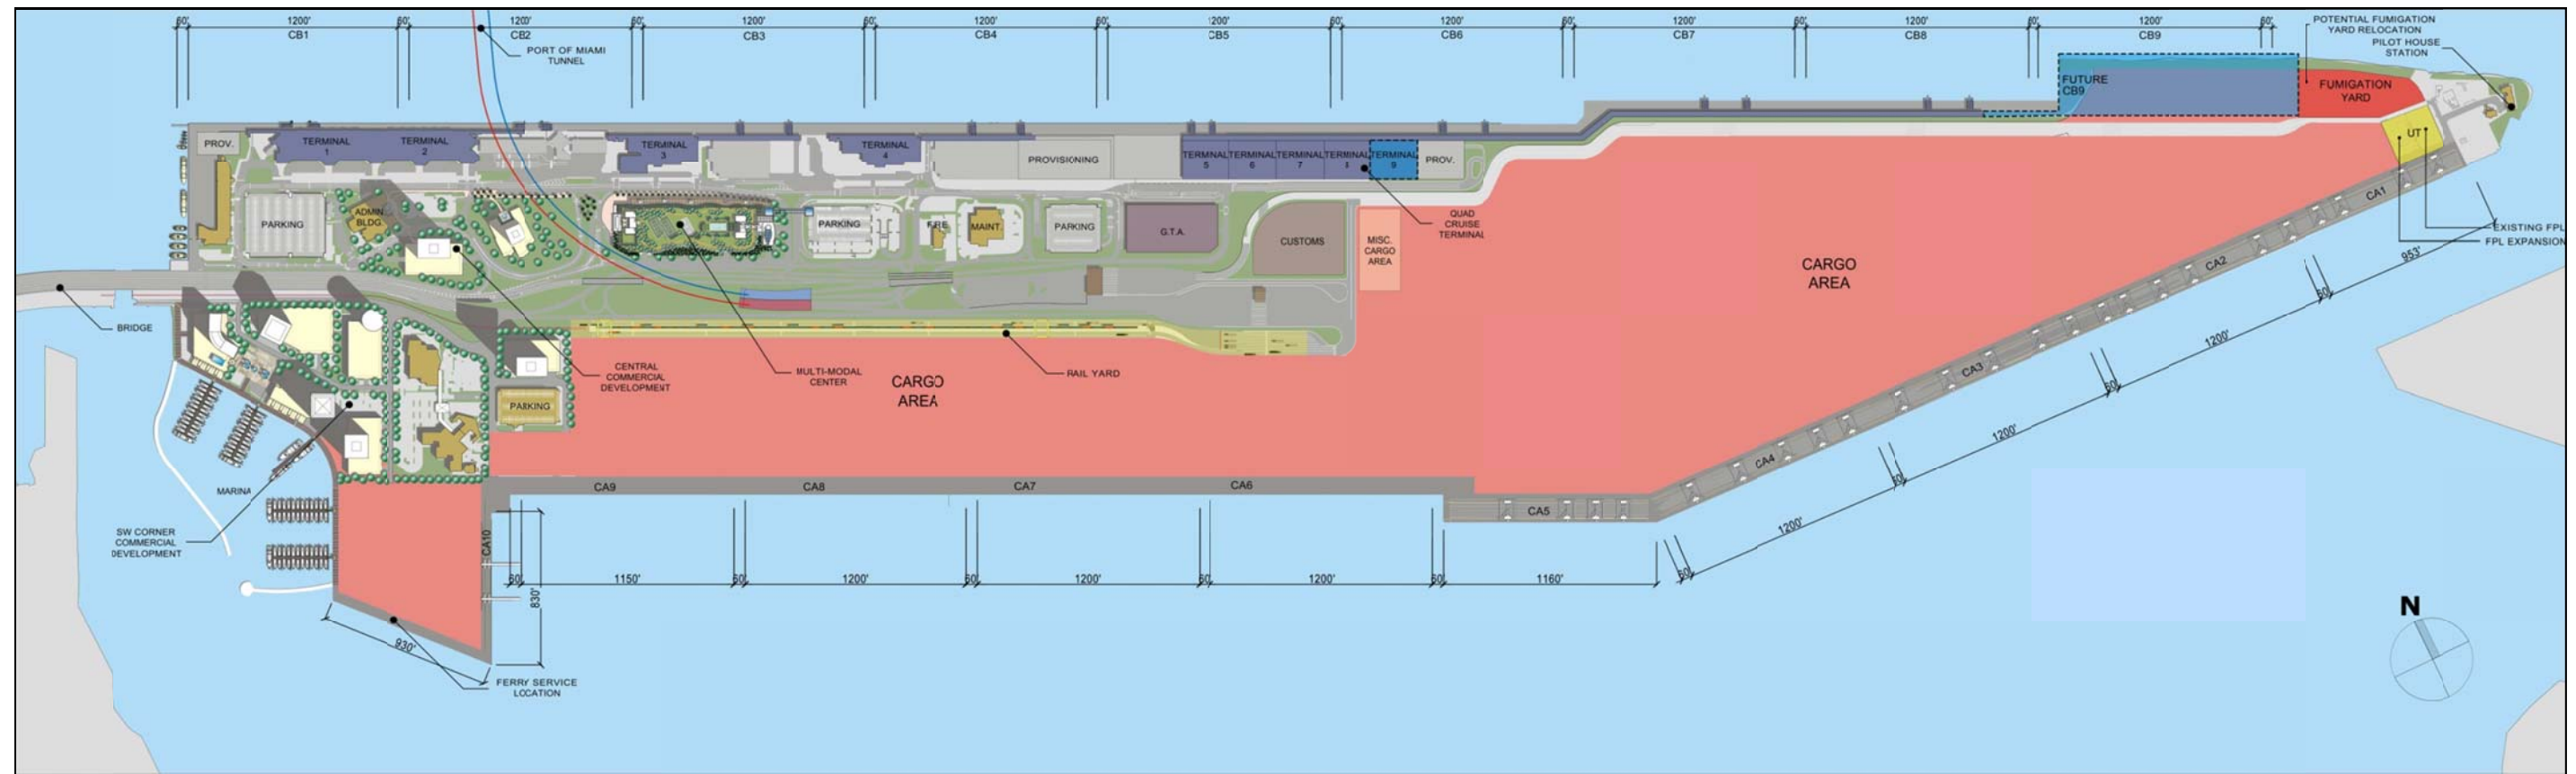 60' 1200' 60' 1200' 60' 1200' 60' 1200' 60' 1200' 60' 1200' 60' 1200' 60' 1200' 60' 1200' 60'
CB1 CB2 CB3 CB4 CB5 CB6 CB7 CB8 CB9
PORT OF MIAMI
TUNNEL
POTENTIAL FUMIGATION
YARD RELOCATION
PILOT HOUSE
STATION
FUTURE
CB9
FUMIGATION
YARD
UT
PROV.
TERMINAL
1
TERMINAL
2
TERMINAL
3
TERMINAL
4
PROVISIONING
TERMINAL
5
TERMINAL
6
TERMINAL
7
TERMINAL
8
TERMINAL
9
PROV.
QUAD
CRUISE
TERMINAL
PARKING
ADMIN
BLDG.
PARKING
FIRE
MAINT.
PARKING
G.T.A.
CUSTOMS
MISC.
CARGO
AREA
CARGO
AREA
EXISTING FPL
FPL EXPANSION
CA1
CA2
CA3
CA4
CA5
953'
60'
1200'
60'
1200'
60'
1200'
60'
BRIDGE
CENTRAL
COMMERCIAL
DEVELOPMENT
MULTI-MODAL
CENTER
RAIL YARD
CARGO
AREA
PARKING
MARINA
SW CORNER
COMMERCIAL
DEVELOPMENT
CA9 CA8 CA7 CA6
CA10
830'
60' 1150' 60' 1200' 60' 1200' 60' 1200' 60' 1160'
930'
FERRY SERVICE
LOCATION
N